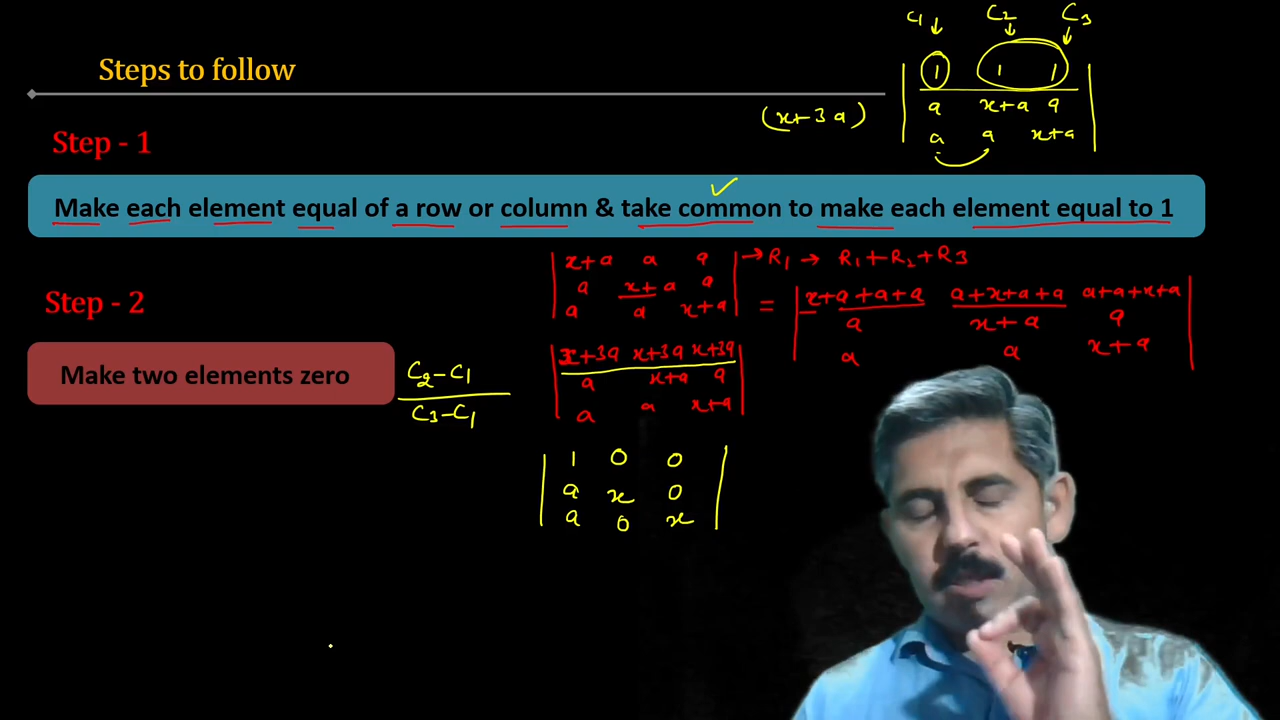 Steps to follow
C1 ↓ C2 ↓ C3 ↓
(x+3a) | 1 1 1 |
| a x+a a |
| a a x+a |
Step - 1
✓
Make each element equal of a row or column & take common to make each element equal to 1
| x+a a a | → R1 → R1+R2+R3
| a x+a a |
| a a x+a |
Step - 2
= | x+a+a+a a+x+a+a a+a+x+a |
| a x+a a |
| a a x+a |
Make two elements zero
C2-C1
C3-C1
| x+3a x+3a x+3a |
| a x+a a |
| a a x+a |
| 1 0 0 |
| a x 0 |
| a 0 x |